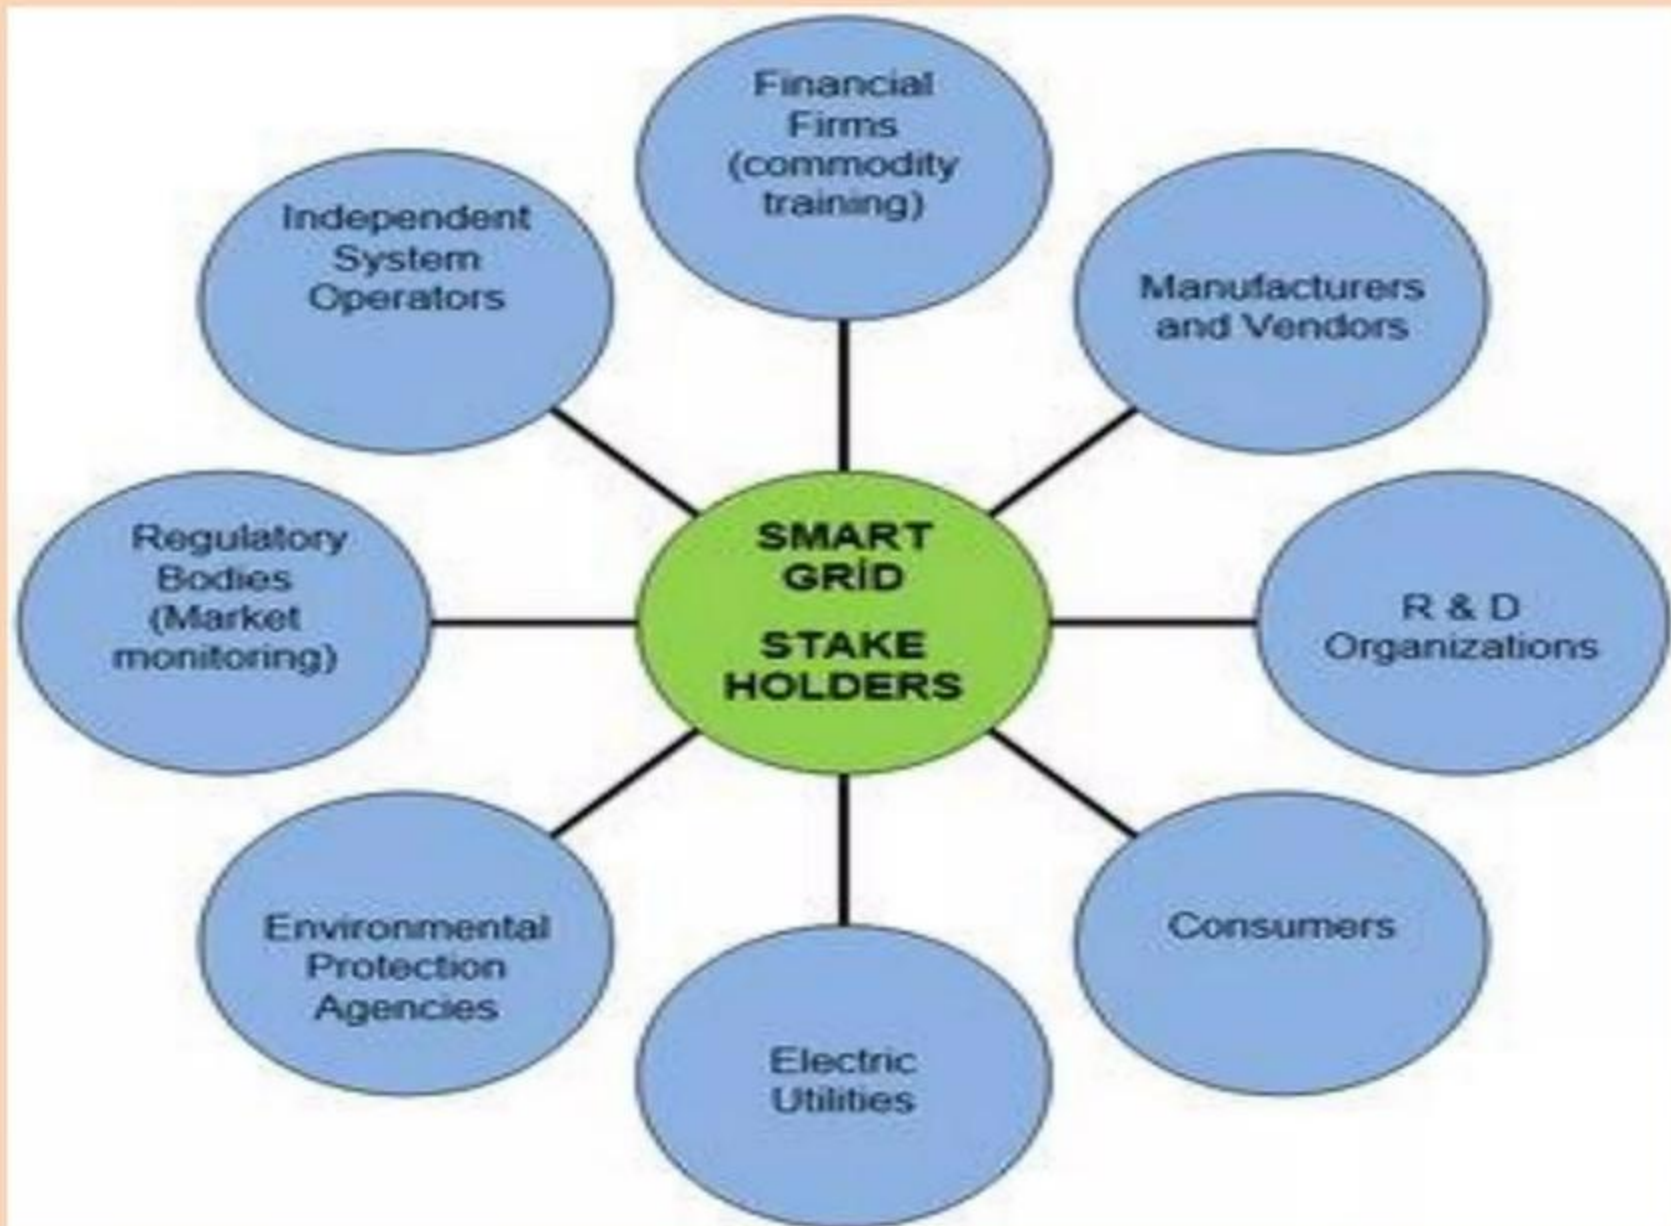 Financial
Firms
(commodity
training)
Independent
System
Operators
Manufacturers
and Vendors
Regulatory
Bodies
(Market
monitoring)
SMART
GRİD
STAKE
HOLDERS
R & D
Organizations
Environmental
Protection
Agencies
Consumers
Electric
Utilities